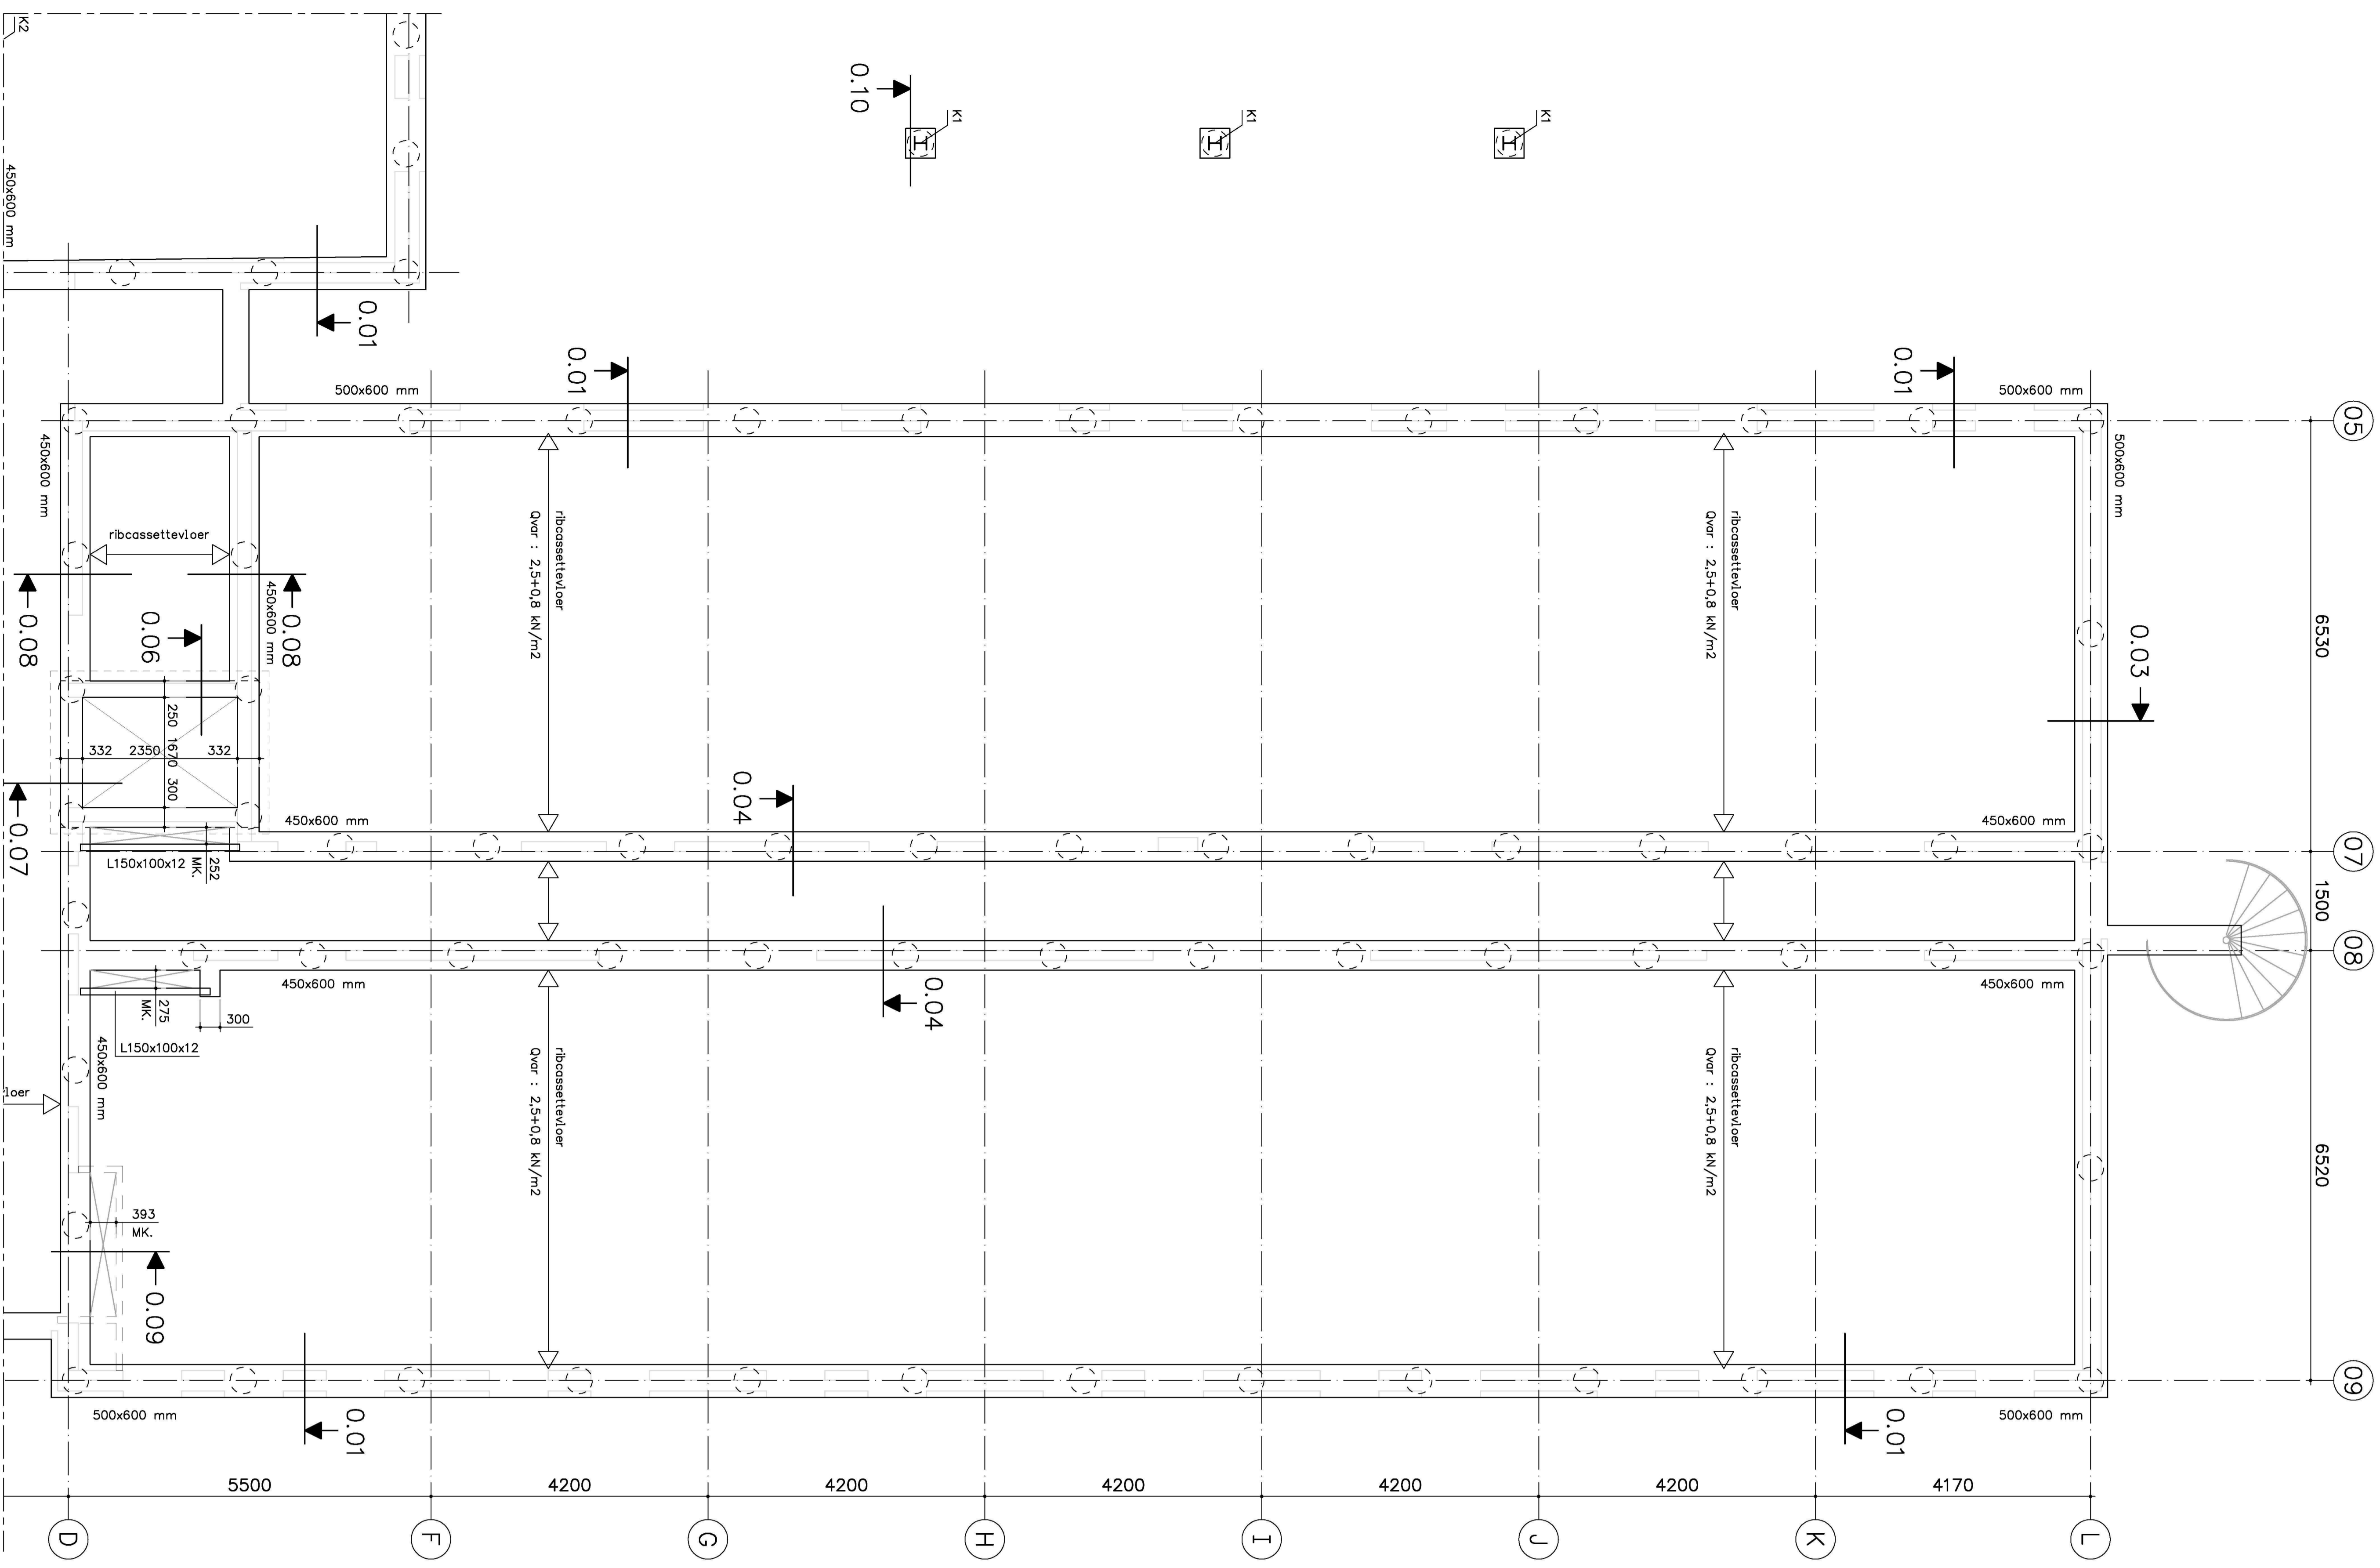 K2
450x600 mm
0.10
K1
K1
K1
0.01
0.01
0.01
500x600 mm
500x600 mm
05
450x600 mm
500x600 mm
ribcassettevloer
Qvar : 2,5+0,8 kN/m2
ribcassettevloer
Qvar : 2,5+0,8 kN/m2
ribcassettevloer
0.08
0.06
450x600 mm
0.08
6530
0.03
250 1670 300
332 2350 332
0.04
0.07
450x600 mm
450x600 mm
07
L150x100x12
252
MK.
1500
08
450x600 mm
450x600 mm
0.04
275
MK.
300
L150x100x12
450x600 mm
ribcassettevloer
Qvar : 2,5+0,8 kN/m2
ribcassettevloer
Qvar : 2,5+0,8 kN/m2
loer
6520
393
MK.
0.09
09
500x600 mm
0.01
0.01
500x600 mm
5500 4200 4200 4200 4200 4200 4170
D F G H I J K L